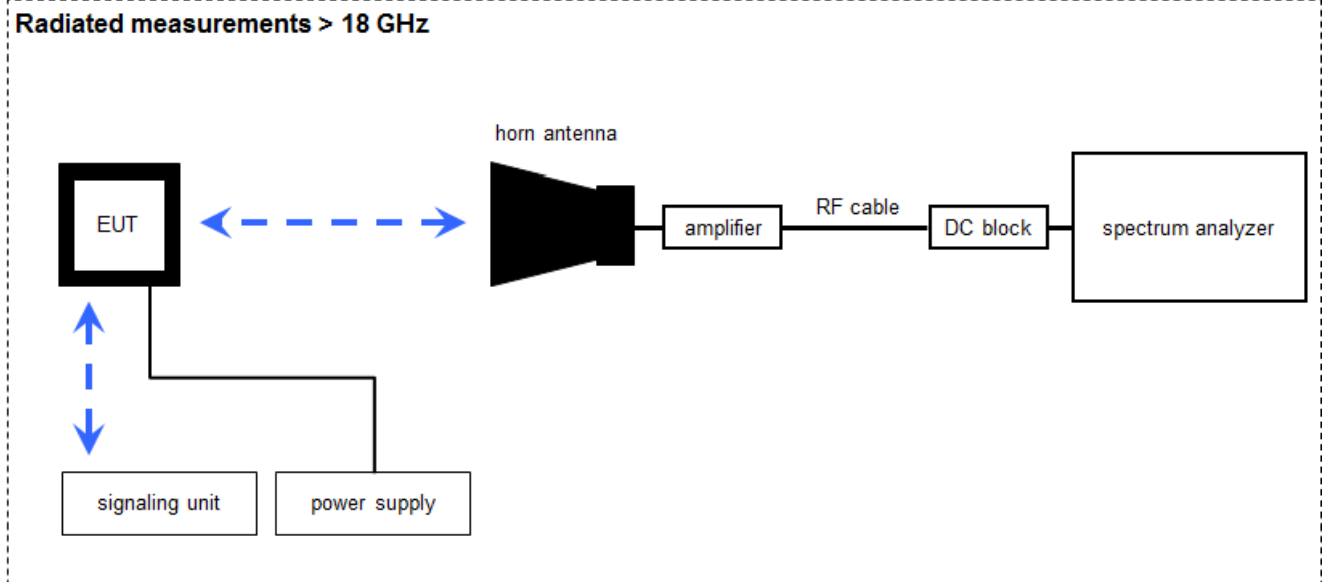 Radiated measurements > 18 GHz
horn antenna
EUT
amplifier
RF cable
DC block
spectrum analyzer
signaling unit
power supply